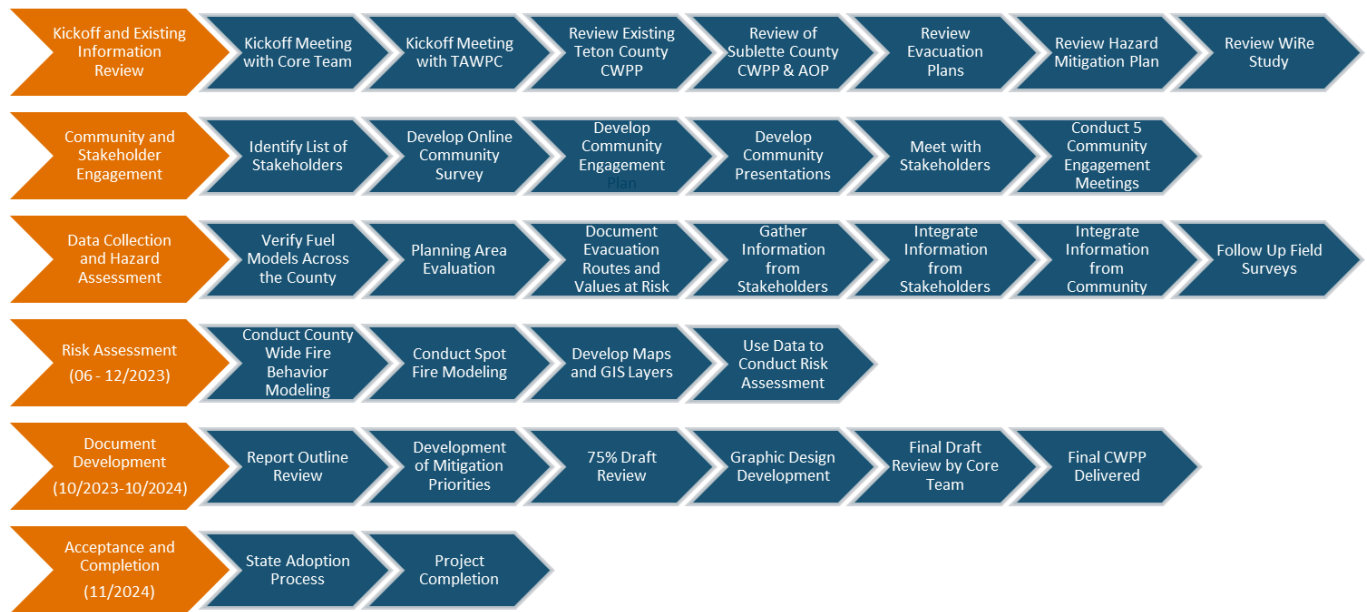 Kickoff and Existing
Information
Review
Kickoff Meeting
with Core Team
Kickoff Meeting
with TAWPC
Review Existing
Teton County
CWPP
Review of
Sublette County
CWPP & AOP
Review
Evacuation
Plans
Review Hazard
Mitigation Plan
Review WiRe
Study
Community and
Stakeholder
Engagement
Identify List of
Stakeholders
Develop Online
Community
Survey
Develop
Community
Engagement
Plan
Develop
Community
Presentations
Meet with
Stakeholders
Conduct 5
Community
Engagement
Meetings
Data Collection
and Hazard
Assessment
Verify Fuel
Models Across
the County
Planning Area
Evaluation
Document
Evacuation
Routes and
Values at Risk
Gather
Information
from
Stakeholders
Integrate
Information
from
Stakeholders
Integrate
Information
from
Community
Follow Up Field
Surveys
Risk Assessment
(06 - 12/2023)
Conduct County
Wide Fire
Behavior
Modeling
Conduct Spot
Fire Modeling
Develop Maps
and GIS Layers
Use Data to
Conduct Risk
Assessment
Document
Development
(10/2023-10/2024)
Report Outline
Review
Development
of Mitigation
Priorities
75% Draft
Review
Graphic Design
Development
Final Draft
Review by Core
Team
Final CWPP
Delivered
Acceptance and
Completion
(11/2024)
State Adoption
Process
Project
Completion